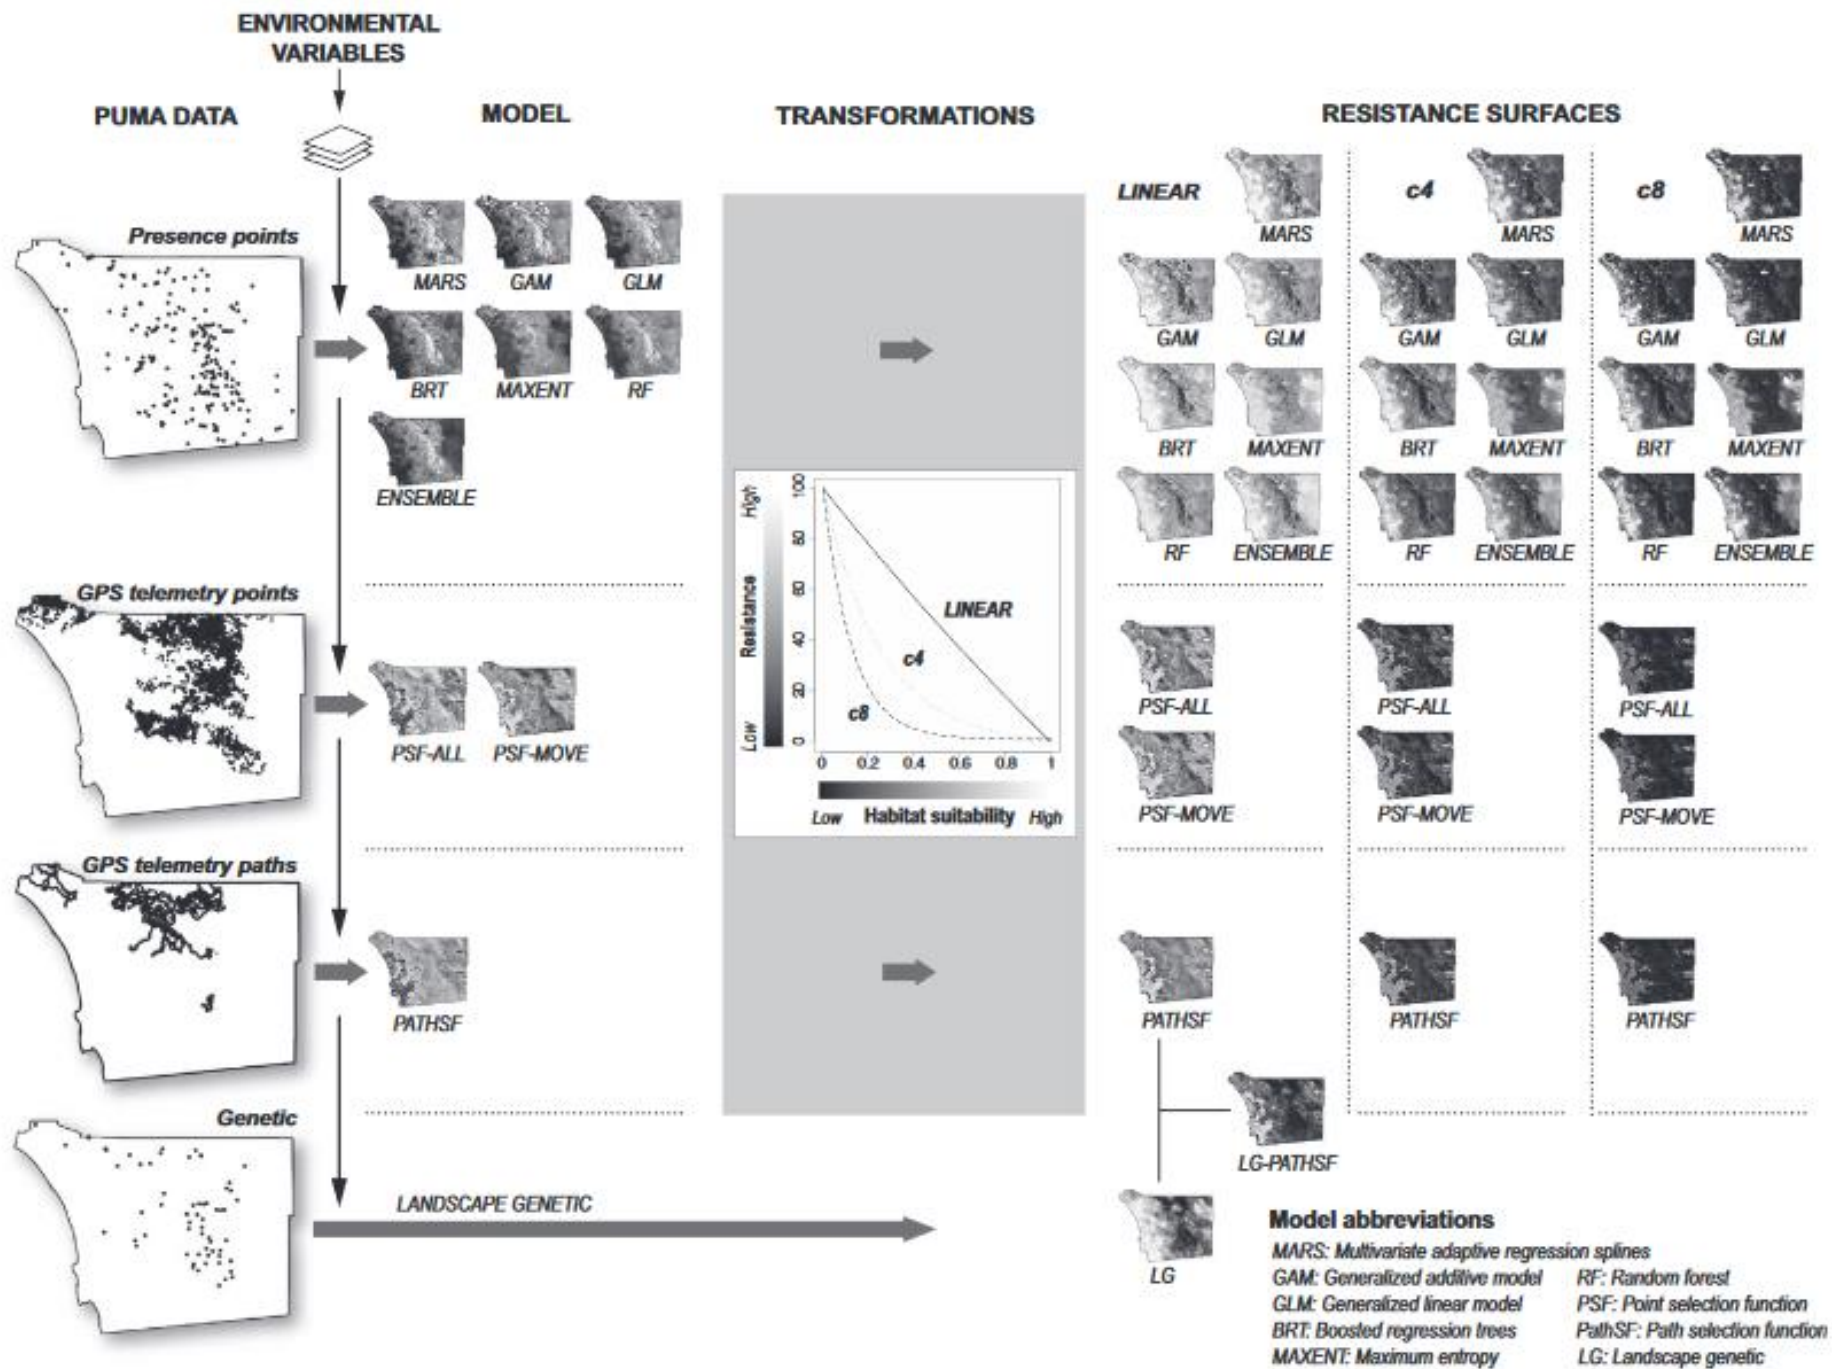 ENVIRONMENTAL
VARIABLES
PUMA DATA
MODEL
TRANSFORMATIONS
RESISTANCE SURFACES
Presence points
MARS
GAM
GLM
BRT
MAXENT
RF
ENSEMBLE
GPS telemetry points
PSF-ALL
PSF-MOVE
GPS telemetry paths
PATHSF
Genetic
LANDSCAPE GENETIC
High
Resistance
Low
100
80
60
40
20
0
LINEAR
c4
c8
0 0.2 0.4 0.6 0.8 1
Low Habitat suitability High
LINEAR
MARS
GAM
GLM
BRT
MAXENT
RF
ENSEMBLE
PSF-ALL
PSF-MOVE
PATHSF
c4
MARS
GAM
GLM
BRT
MAXENT
RF
ENSEMBLE
PSF-ALL
PSF-MOVE
PATHSF
c8
MARS
GAM
GLM
BRT
MAXENT
RF
ENSEMBLE
PSF-ALL
PSF-MOVE
PATHSF
LG-PATHSF
LG
Model abbreviations
MARS: Multivariate adaptive regression splines
GAM: Generalized additive model
GLM: Generalized linear model
BRT: Boosted regression trees
MAXENT: Maximum entropy
RF: Random forest
PSF: Point selection function
PathSF: Path selection function
LG: Landscape genetic